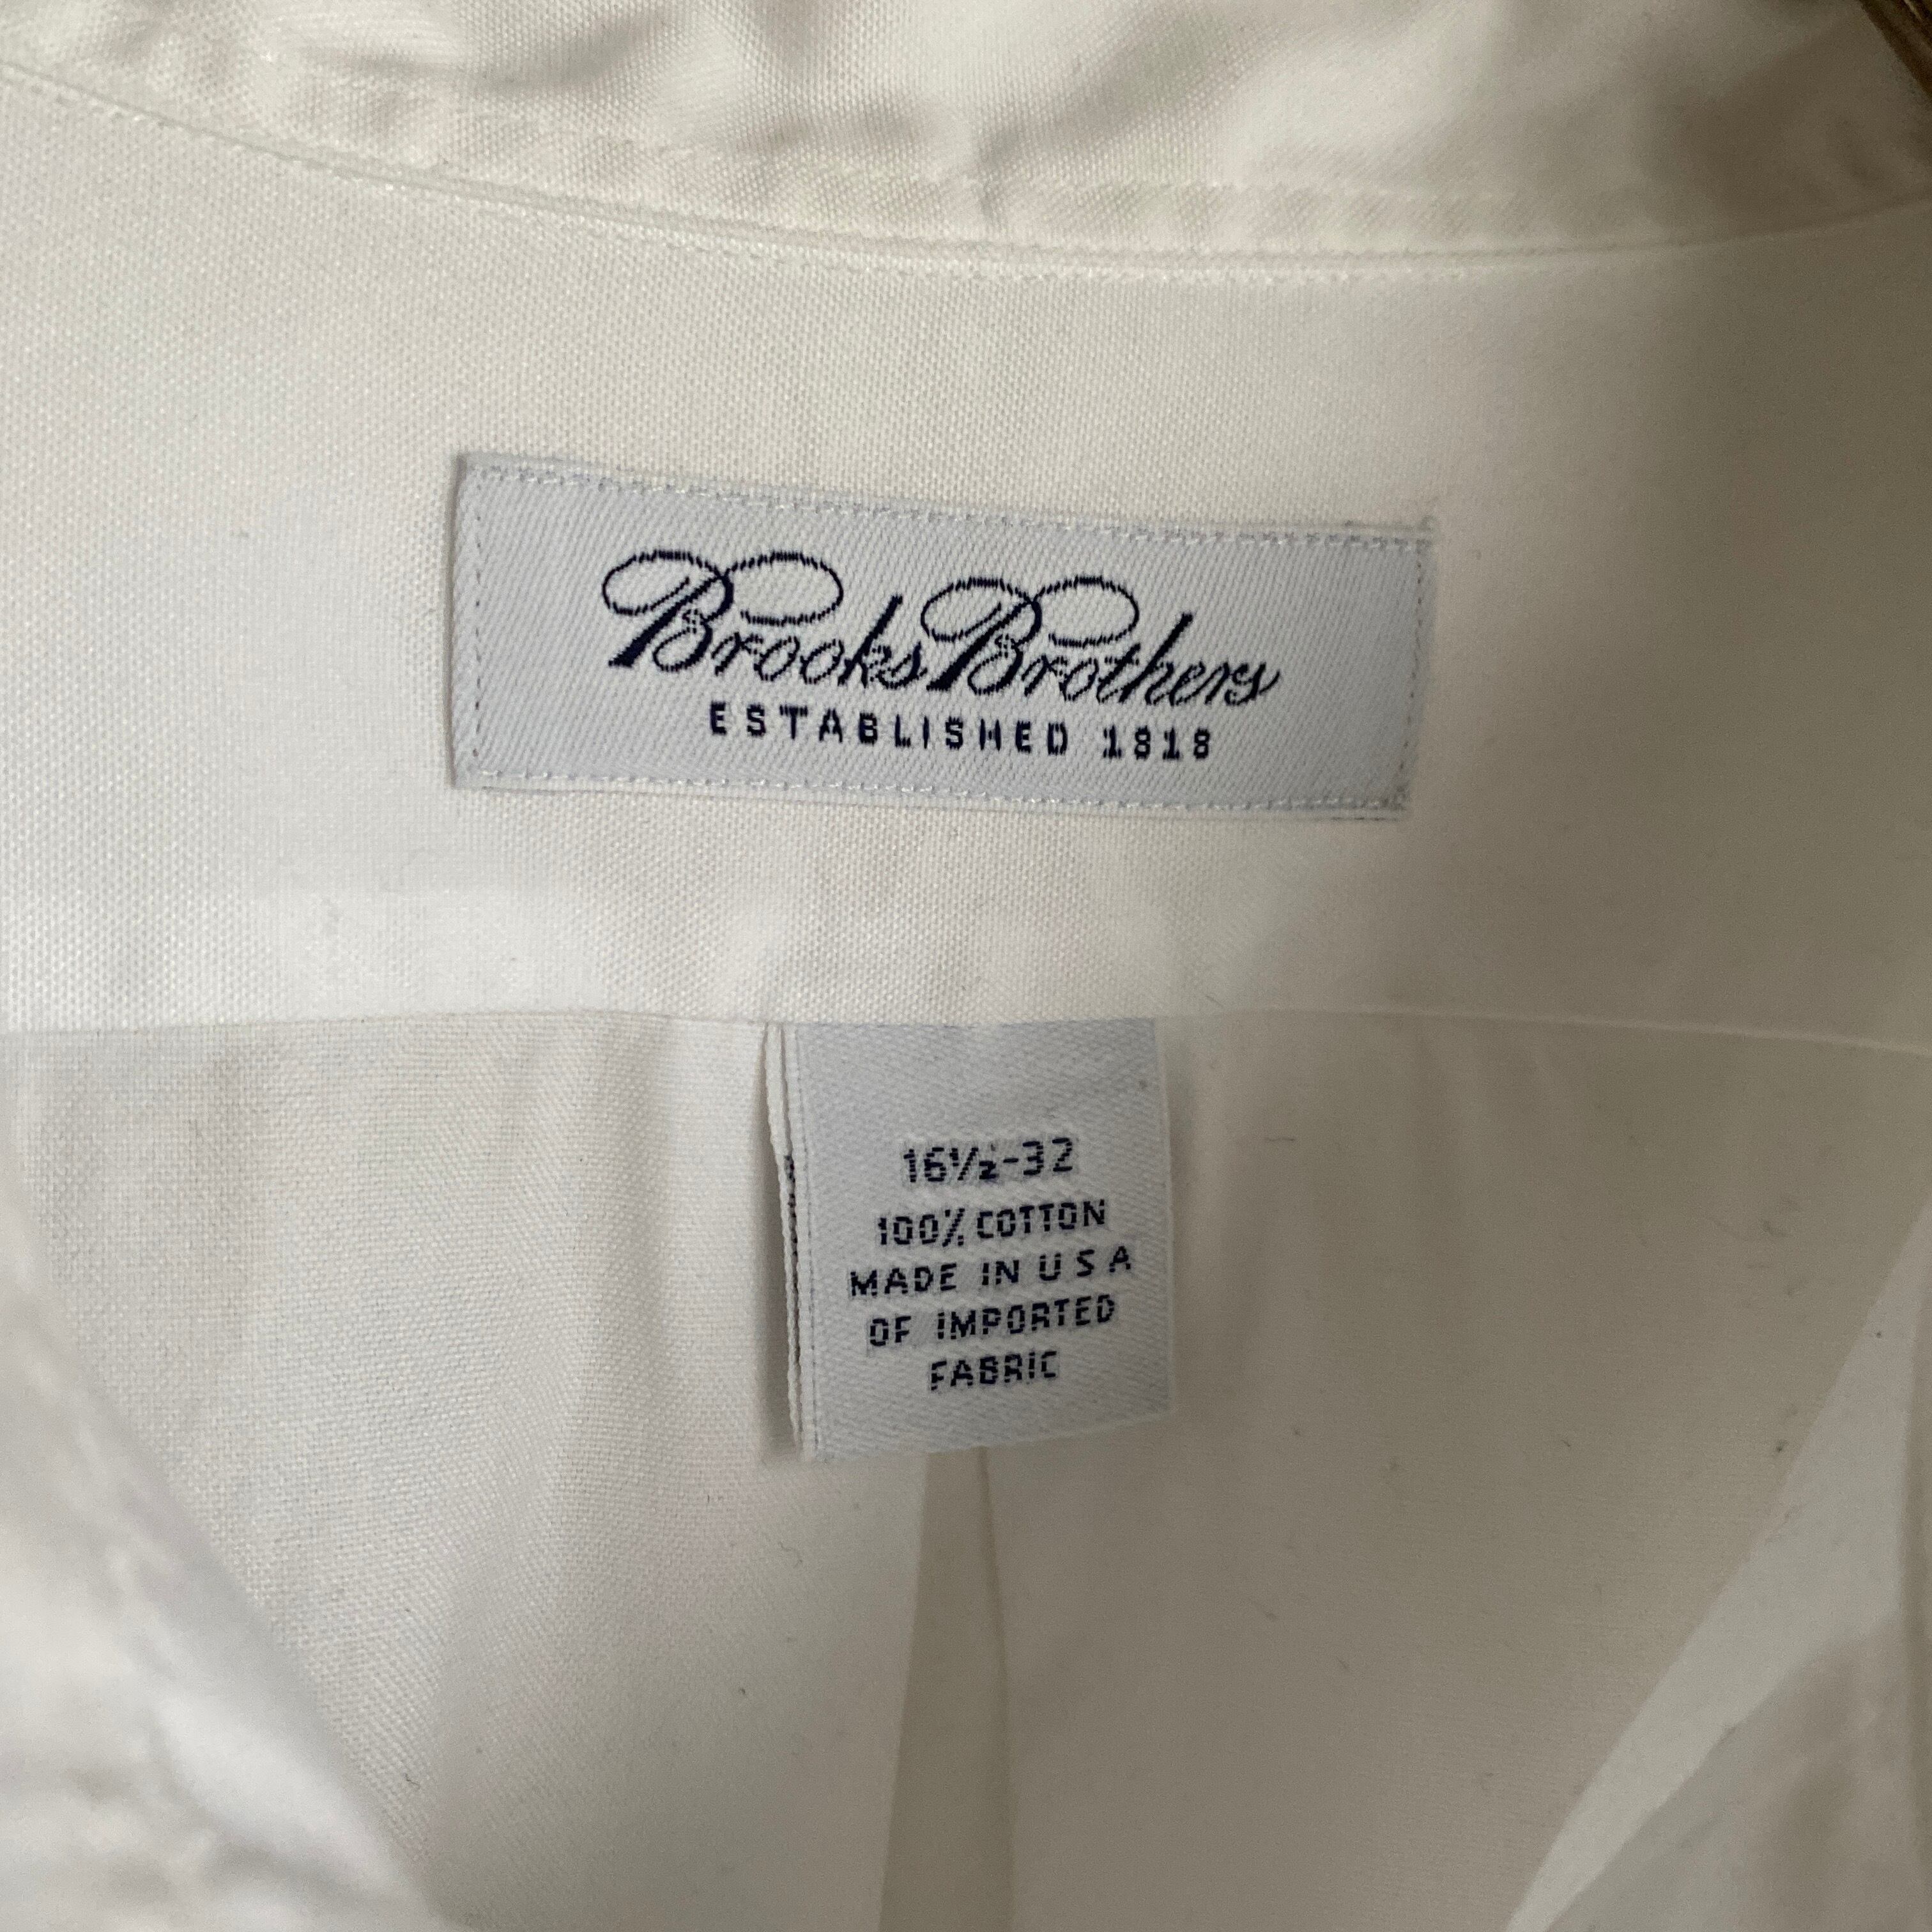 Brooks Brothers
ESTABLISHED 1818
16½-32
100% COTTON
MADE IN U S A
OF IMPORTED
FABRIC